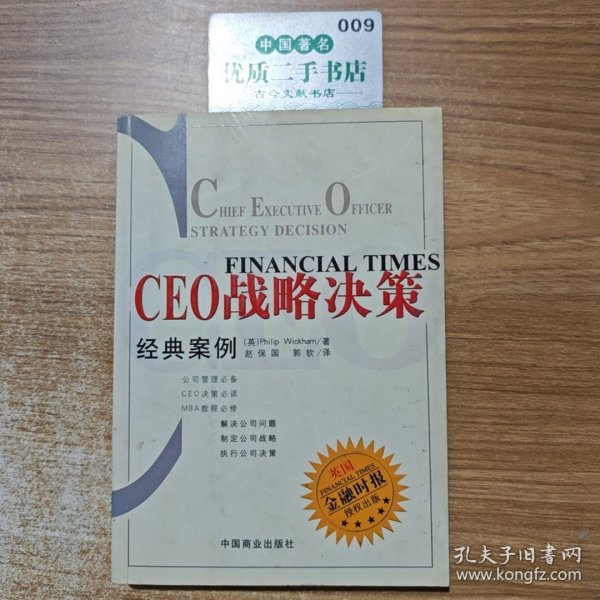 009
中国著名
优质二手书店
古今文献书店
CHIEF EXECUTIVE OFFICER
STRATEGY DECISION
FINANCIAL TIMES
CEO战略决策
经典案例
(英)Philip Wickham/著
赵保国 郭钦/译
公司管理必备
CEO决策必读
MBA教程必修
解决公司问题
制定公司战略
执行公司决策
英国
FINANCIAL TIMES
金融时报
授权出版
中国商业出版社
孔夫子旧书网
www.kongfz.com